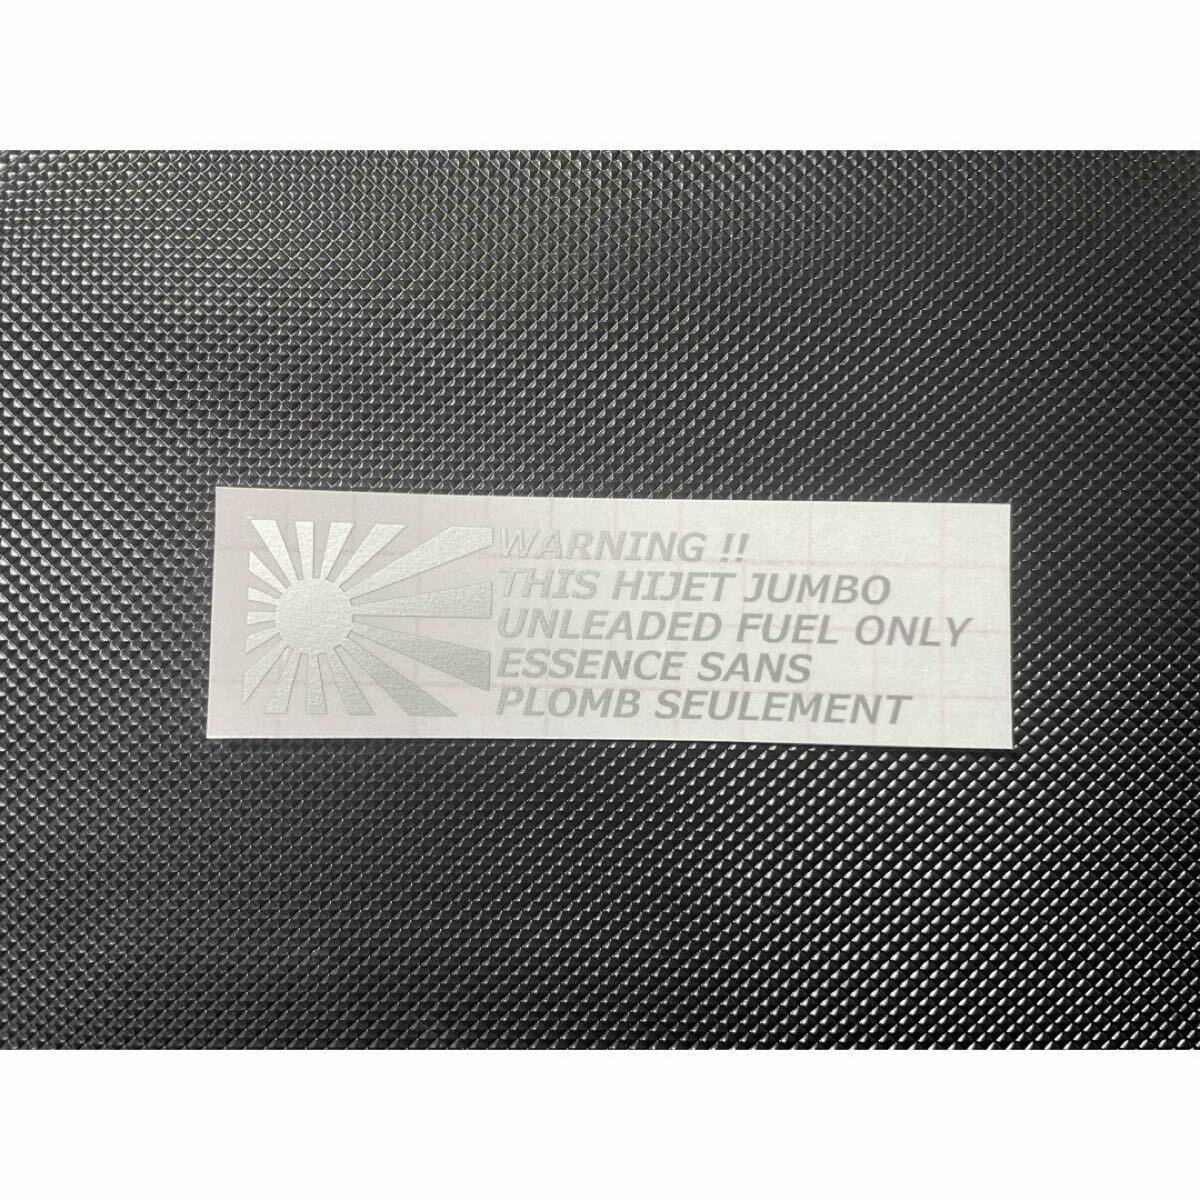 WARNING !!
THIS HIJET JUMBO
UNLEADED FUEL ONLY
ESSENCE SANS
PLOMB SEULEMENT